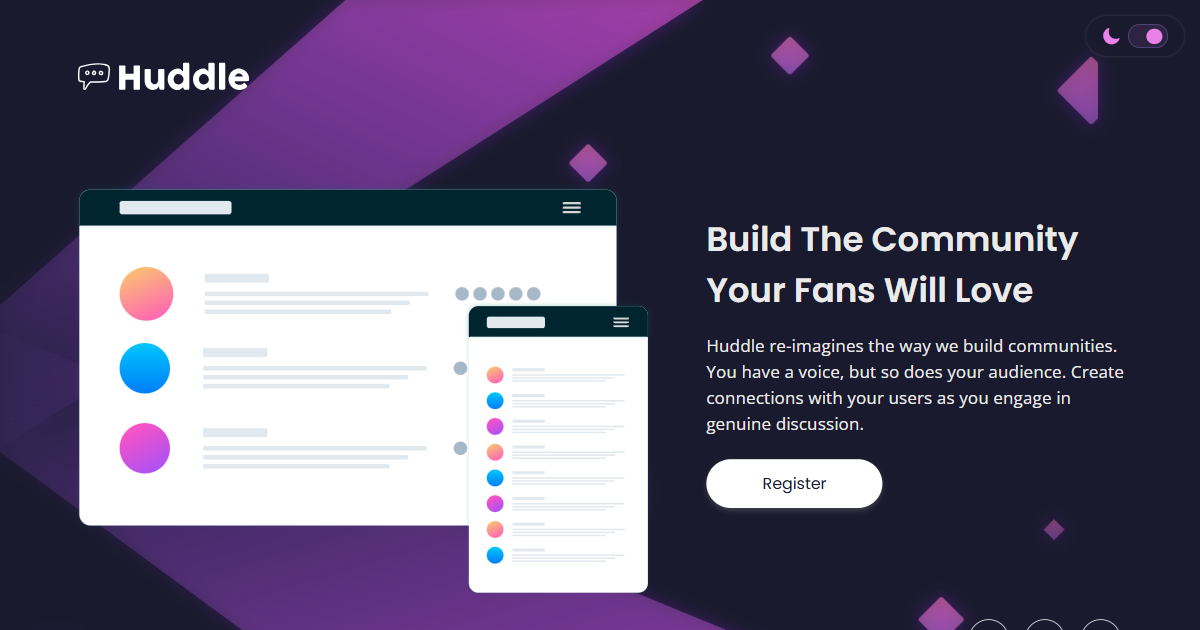 Huddle
Build The Community
Your Fans Will Love
Huddle re-imagines the way we build communities.
You have a voice, but so does your audience. Create
connections with your users as you engage in
genuine discussion.
Register